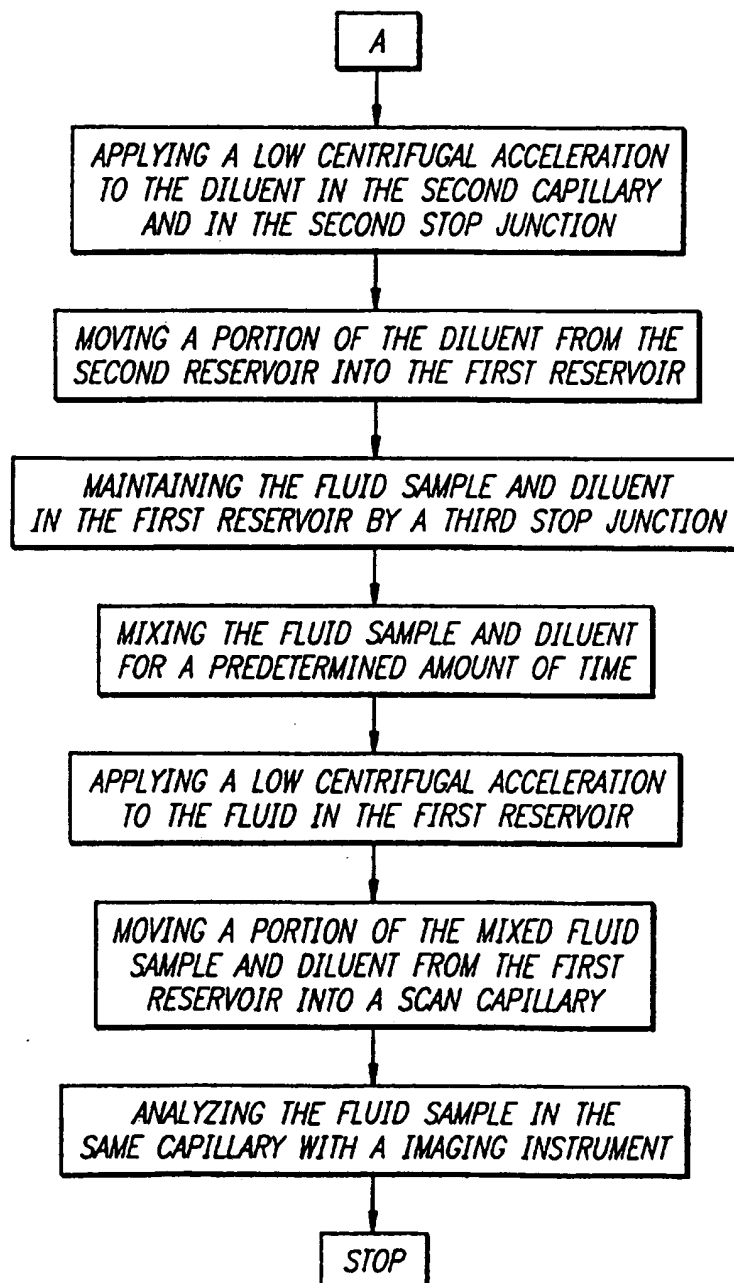 A
APPLYING A LOW CENTRIFUGAL ACCELERATION
TO THE DILUENT IN THE SECOND CAPILLARY
AND IN THE SECOND STOP JUNCTION
MOVING A PORTION OF THE DILUENT FROM THE
SECOND RESERVOIR INTO THE FIRST RESERVOIR
MAINTAINING THE FLUID SAMPLE AND DILUENT
IN THE FIRST RESERVOIR BY A THIRD STOP JUNCTION
MIXING THE FLUID SAMPLE AND DILUENT
FOR A PREDETERMINED AMOUNT OF TIME
APPLYING A LOW CENTRIFUGAL ACCELERATION
TO THE FLUID IN THE FIRST RESERVOIR
MOVING A PORTION OF THE MIXED FLUID
SAMPLE AND DILUENT FROM THE FIRST
RESERVOIR INTO A SCAN CAPILLARY
ANALYZING THE FLUID SAMPLE IN THE
SAME CAPILLARY WITH A IMAGING INSTRUMENT
STOP